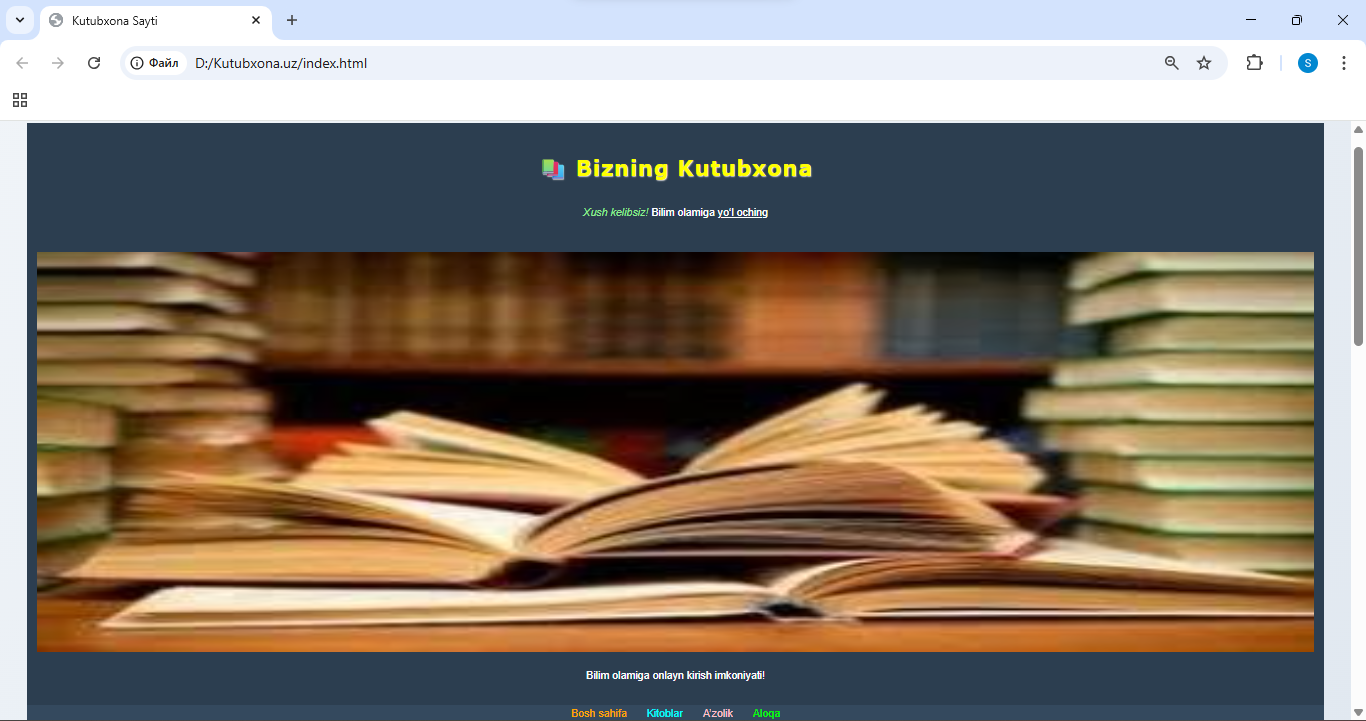 Kutubxona Sayti
Файл D:/Kutubxona.uz/index.html
S
Bizning Kutubxona
Xush kelibsiz! Bilim olamiga yo'l oching
Bilim olamiga onlayn kirish imkoniyati!
Bosh sahifa Kitoblar A'zolik Aloqa